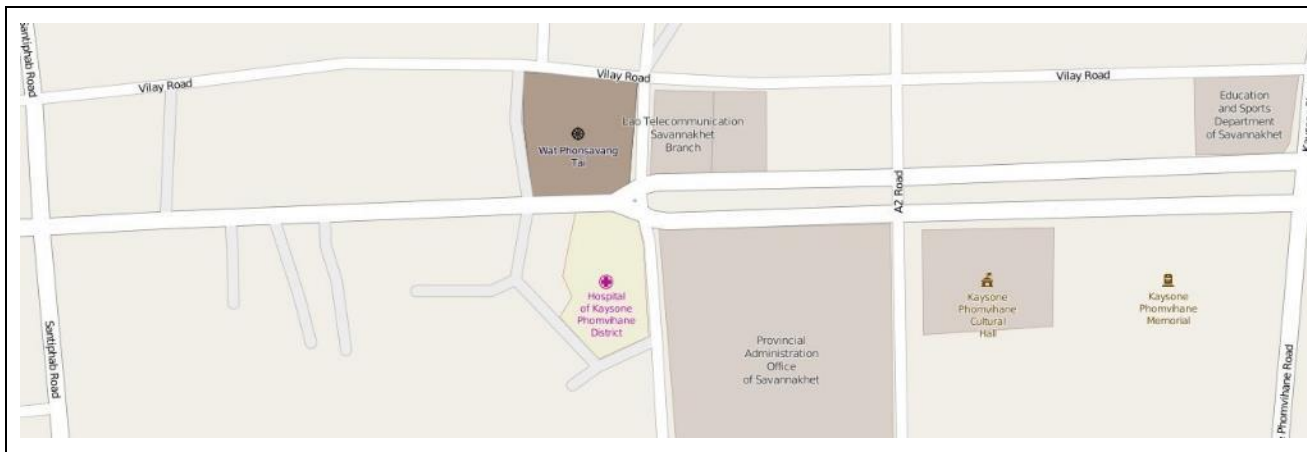 Santiphab Road
Vilay Road
Vilay Road
Vilay Road
Education
and Sports
Department
of Savannakhet
Lao Telecommunication
Savannakhet
Branch
Wat Phonsavang
Tai
A2 Road
Hospital
of Kaysone
Phomvihane
District
Kaysone
Phomvihane
Cultural
Hall
Kaysone
Phomvihane
Memorial
Provincial
Administration
Office
of Savannakhet
Santiphab Road
Phomvihane Road